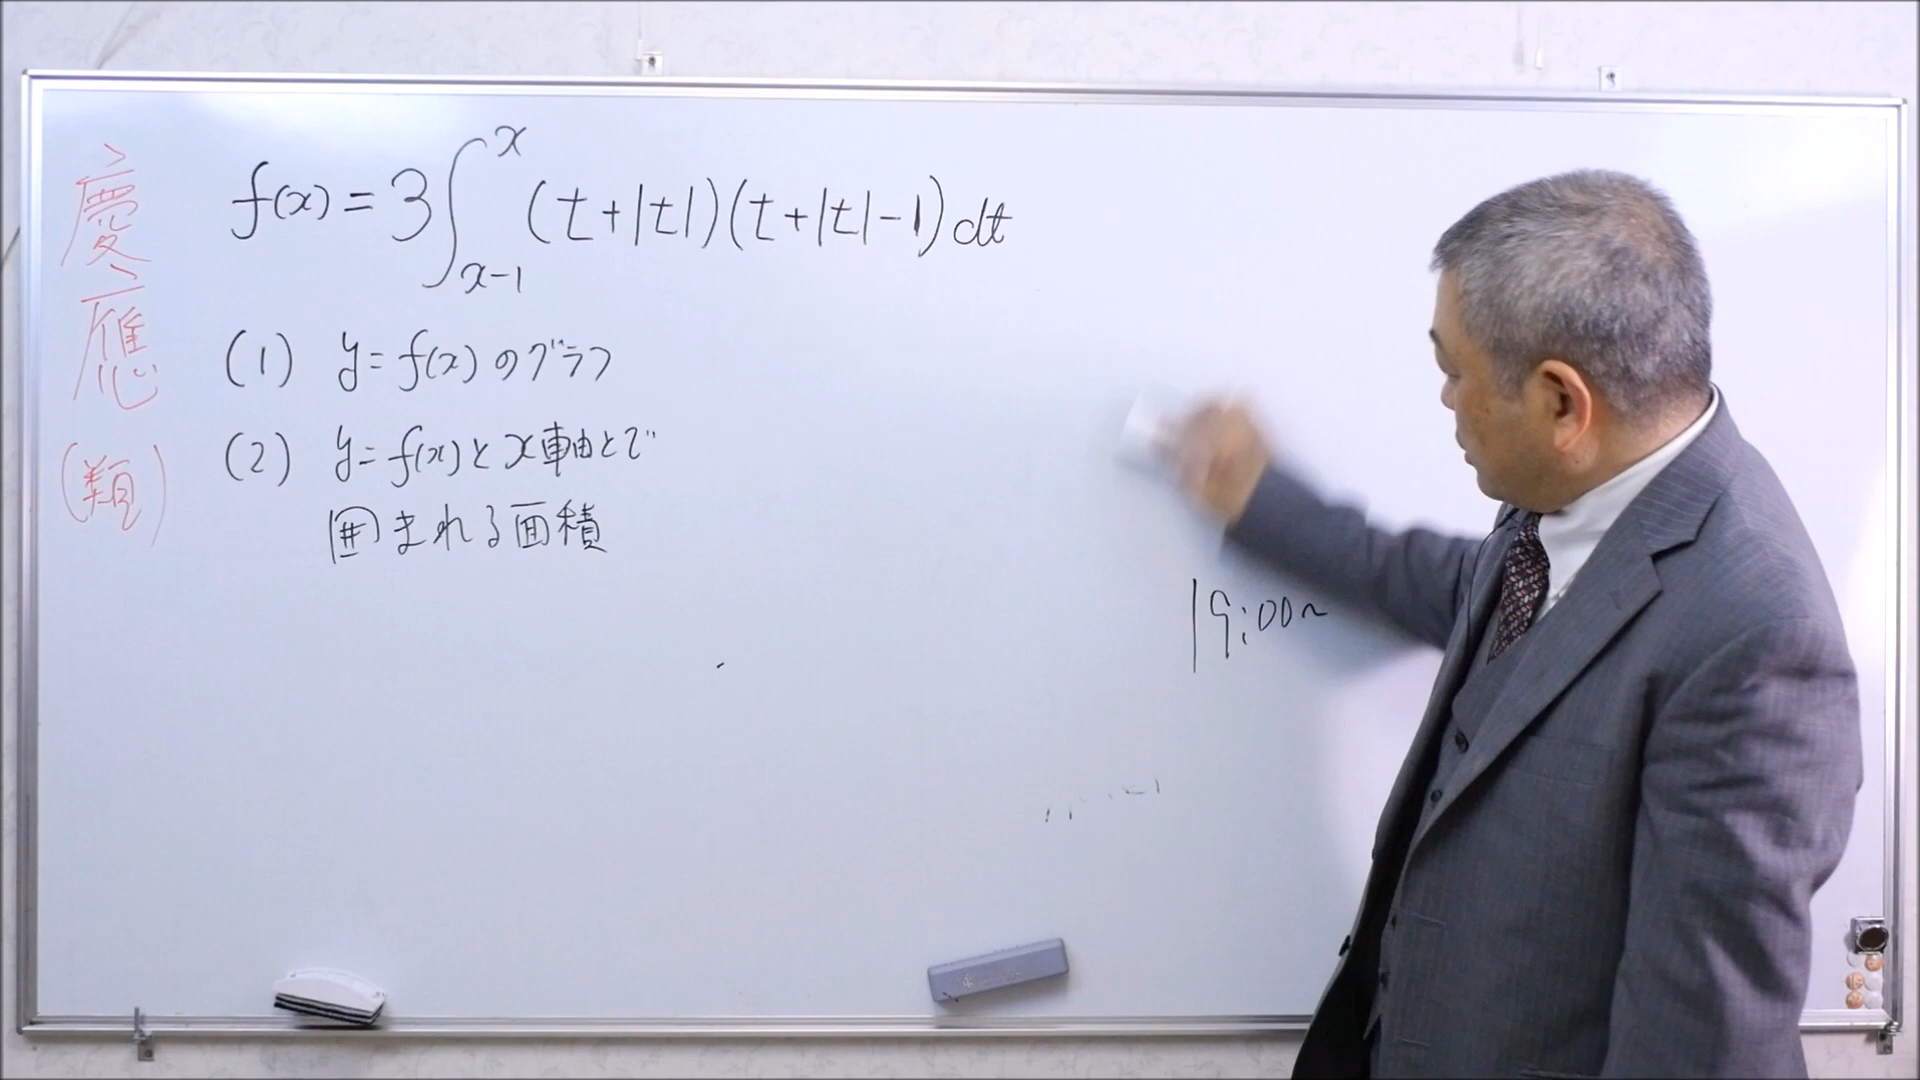 慶應(類)
f(x) = 3∫_{x-1}^{x} (t+|t|)(t+|t|-1)dt
(1) y=f(x)のグラフ
(2) y=f(x)とx軸とで
囲まれる面積
19:00~